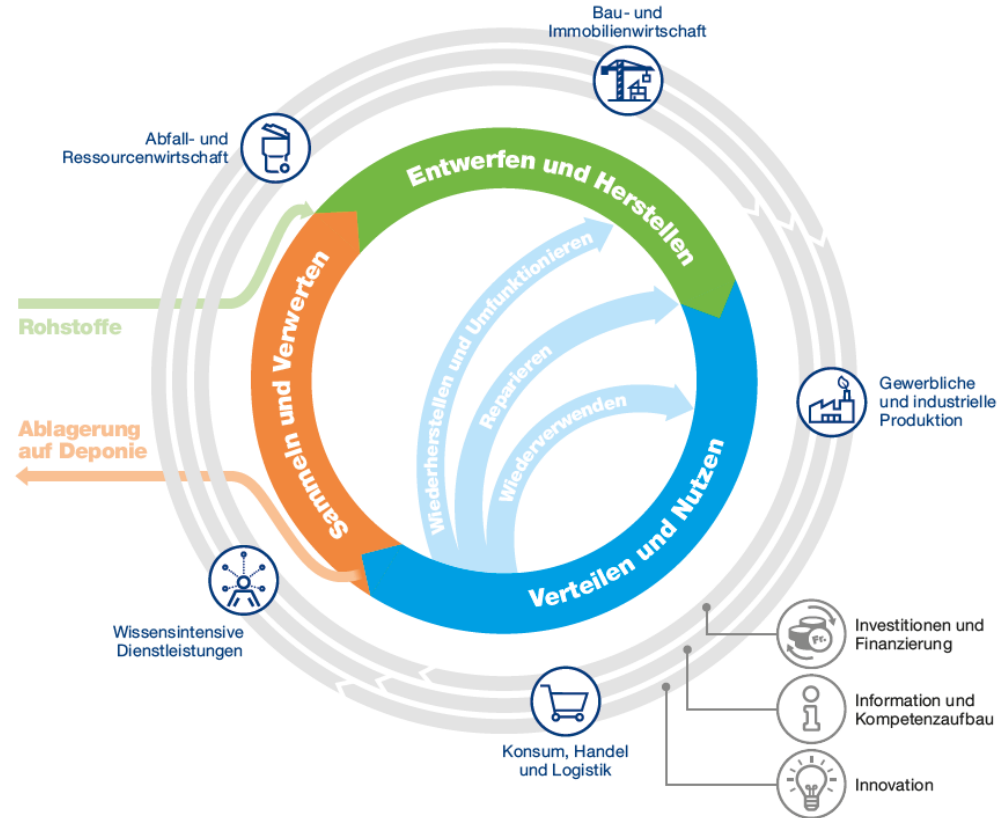 Bau- und
Immobilienwirtschaft
Abfall- und
Ressourcenwirtschaft
Entwerfen und Herstellen
Rohstoffe
Sammeln und Verwerten
Wiederherstellen und Umfunktionieren
Reparieren
Wiederverwenden
Gewerbliche
und industrielle
Produktion
Ablagerung
auf Deponie
Verteilen und Nutzen
Wissensintensive
Dienstleistungen
Fr.
Investitionen und
Finanzierung
Information und
Kompetenzaufbau
Konsum, Handel
und Logistik
Innovation